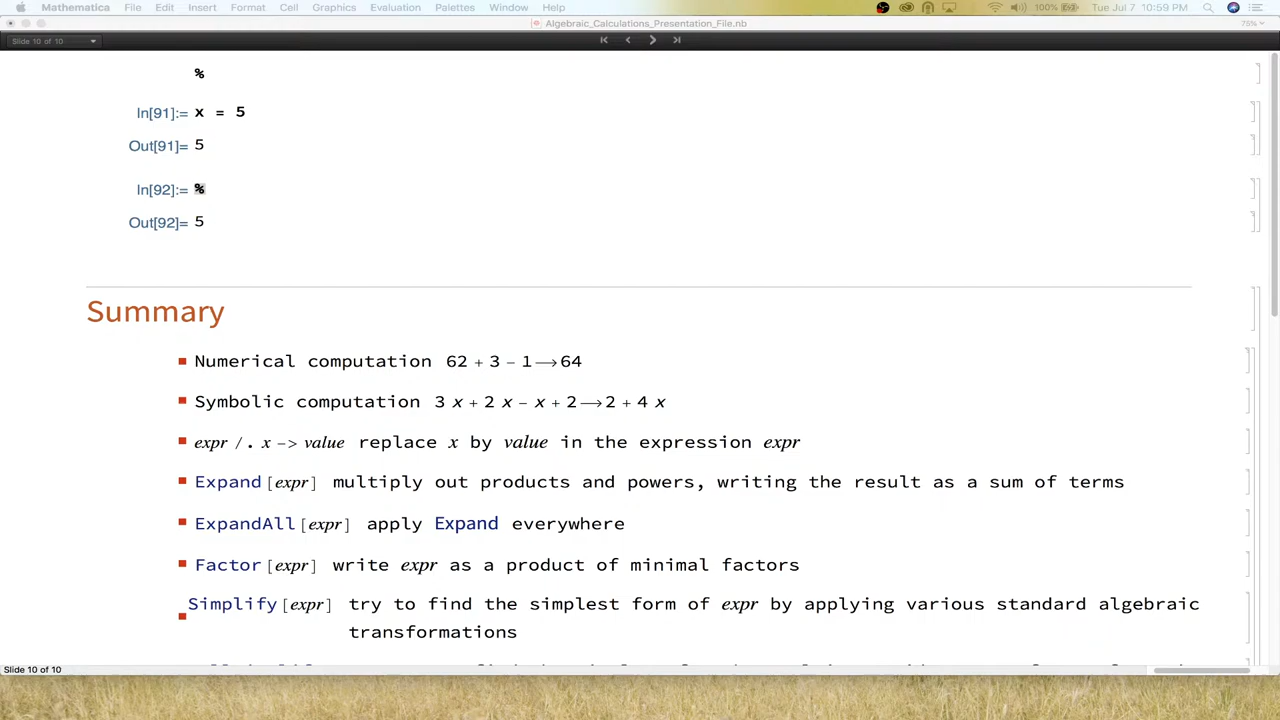 Mathematica File Edit Insert Format Cell Graphics Evaluation Palettes Window Help 100% Tue Jul 7 10:59 PM
Algebraic_Calculations_Presentation_File.nb 75%
Slide 10 of 10
%
In[91]:= x = 5
Out[91]= 5
In[92]:= %
Out[92]= 5
Summary
Numerical computation 62 + 3 − 1 ⟶ 64
Symbolic computation 3 x + 2 x − x + 2 ⟶ 2 + 4 x
expr /. x −> value replace x by value in the expression expr
Expand[expr] multiply out products and powers, writing the result as a sum of terms
ExpandAll[expr] apply Expand everywhere
Factor[expr] write expr as a product of minimal factors
Simplify[expr] try to find the simplest form of expr by applying various standard algebraic
transformations
Slide 10 of 10